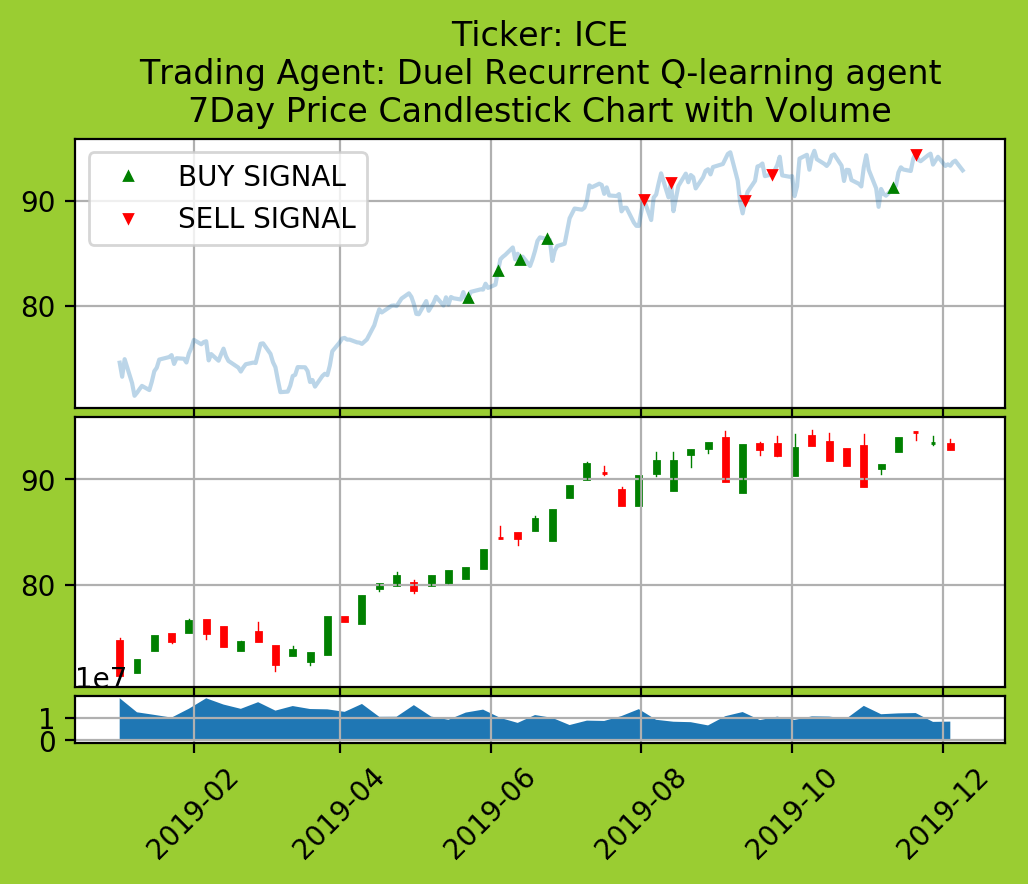 Ticker: ICE
Trading Agent: Duel Recurrent Q-learning agent
7Day Price Candlestick Chart with Volume
BUY SIGNAL
SELL SIGNAL
90
80
90
80
1e7
1
0
2019-02
2019-04
2019-06
2019-08
2019-10
2019-12